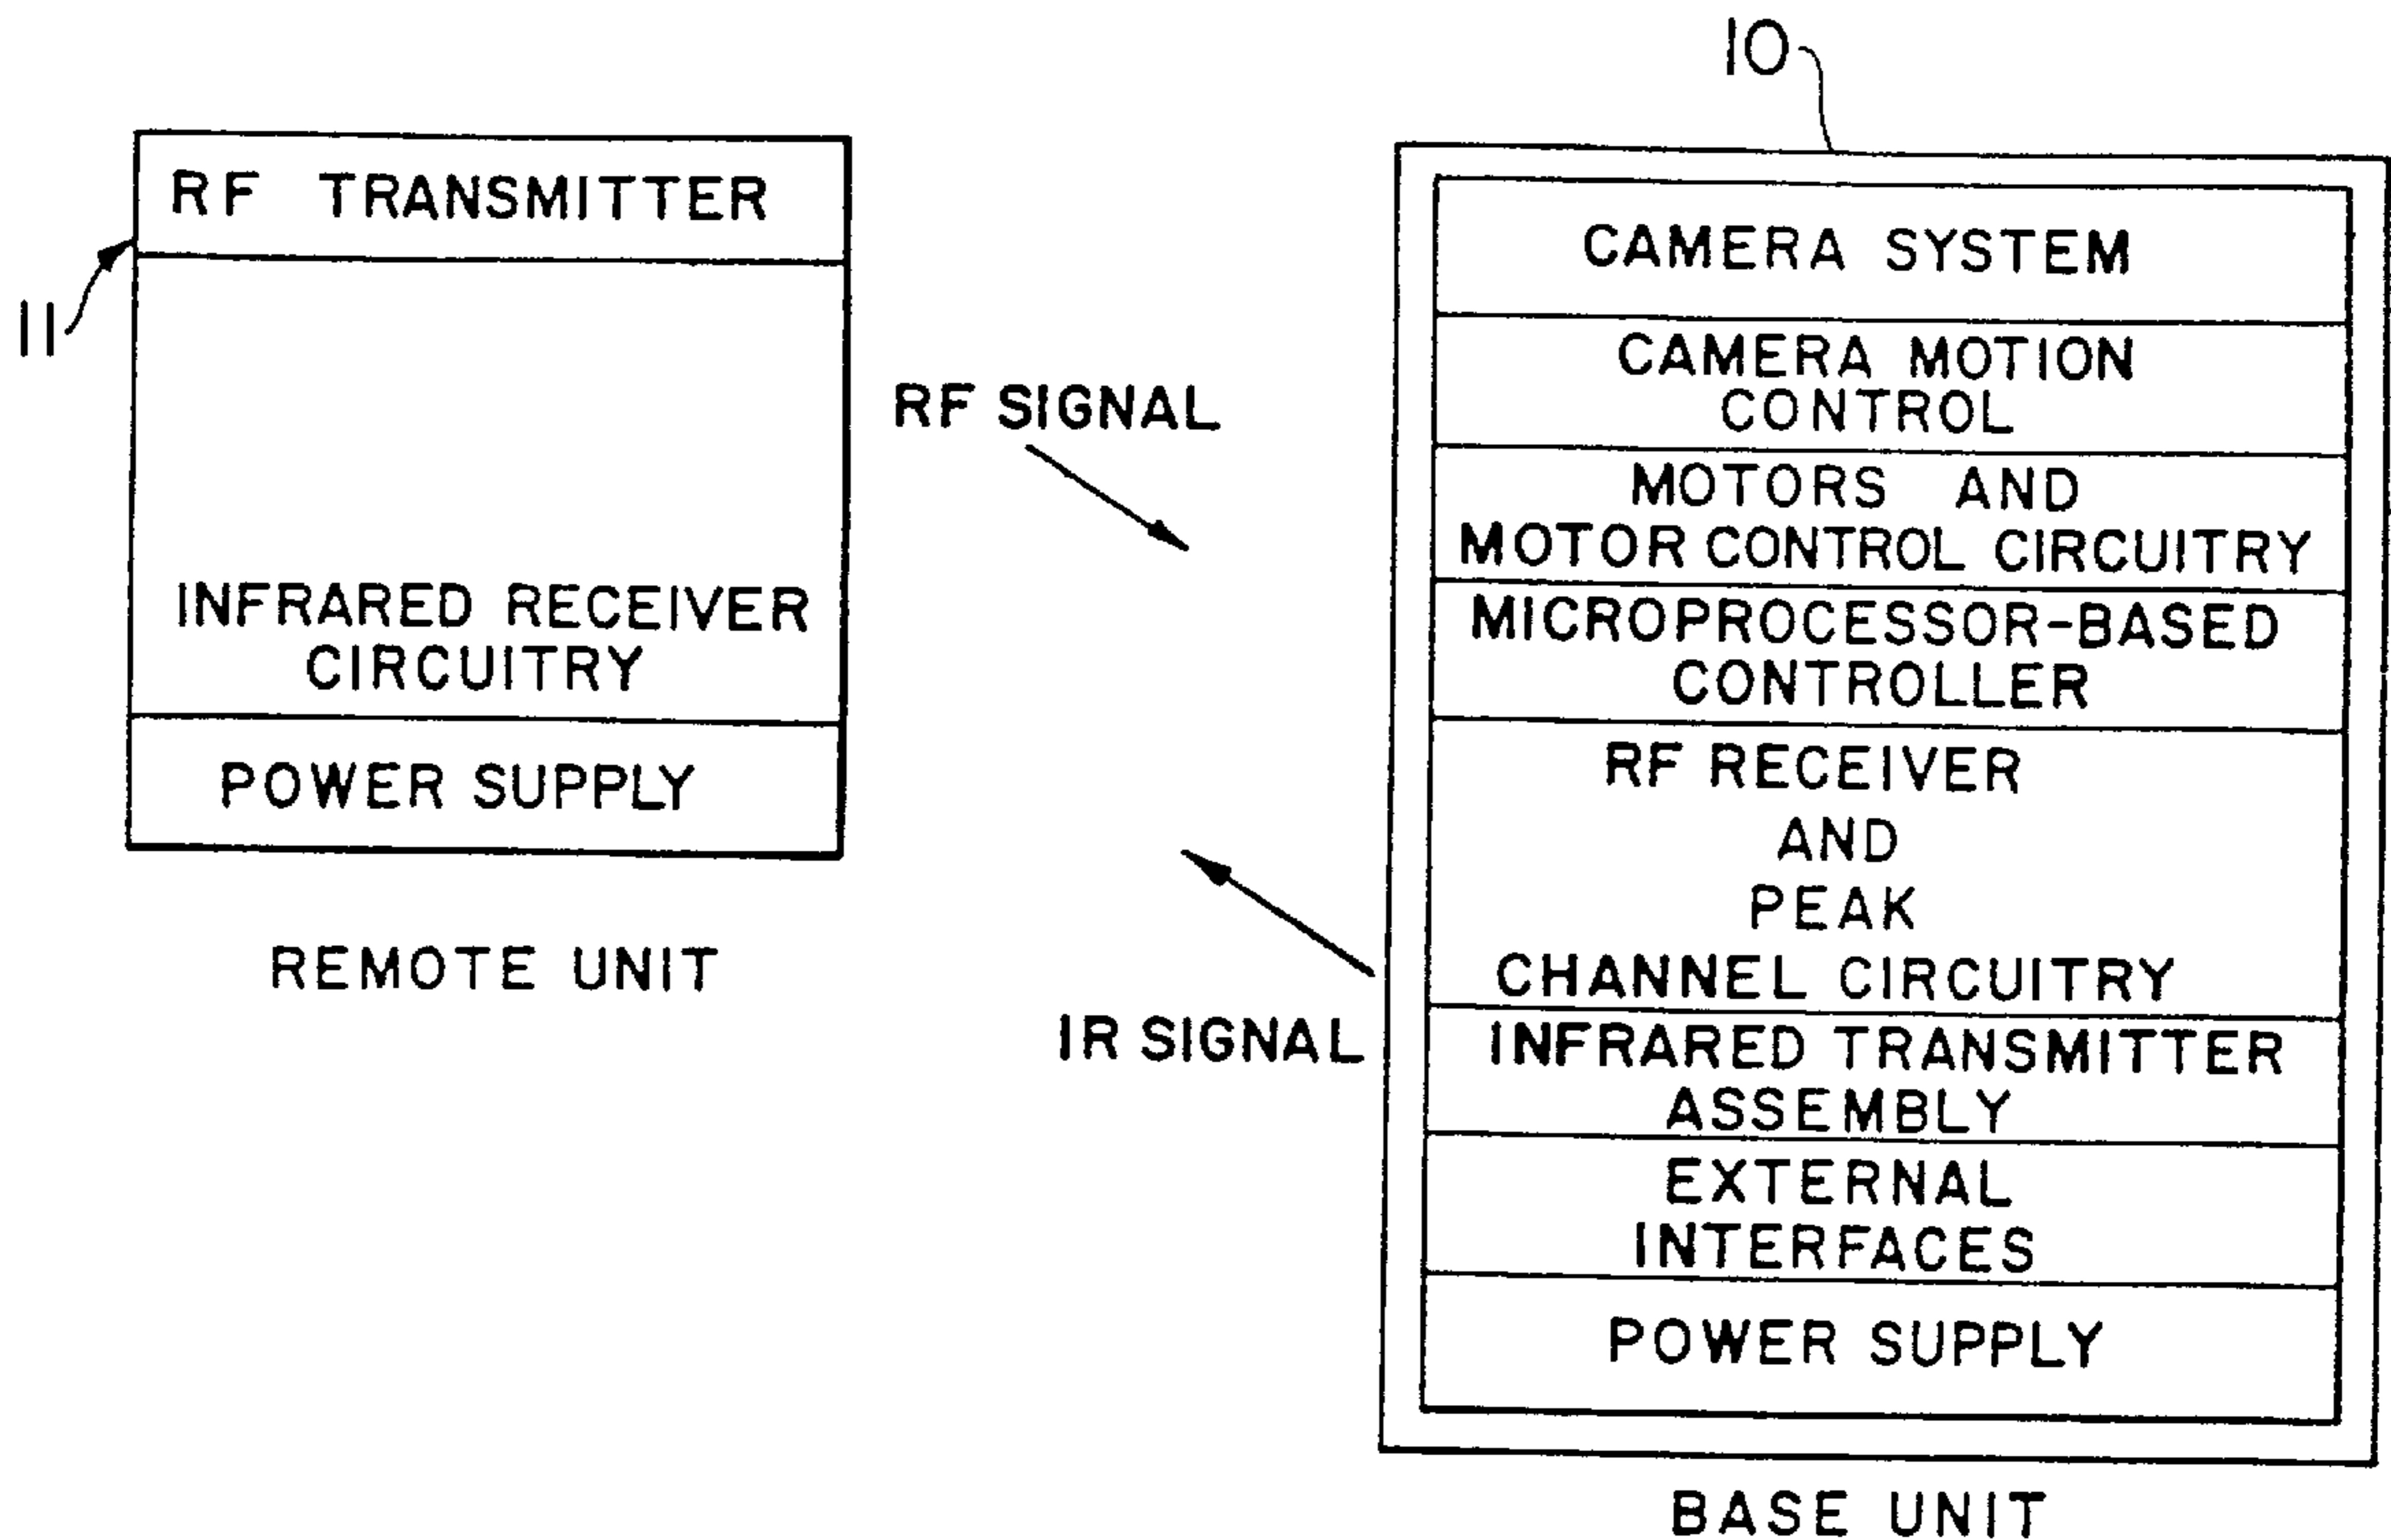 10
RF TRANSMITTER
11
INFRARED RECEIVER
CIRCUITRY
POWER SUPPLY
REMOTE UNIT
RF SIGNAL
IR SIGNAL
CAMERA SYSTEM
CAMERA MOTION
CONTROL
MOTORS AND
MOTOR CONTROL CIRCUITRY
MICROPROCESSOR-BASED
CONTROLLER
RF RECEIVER
AND
PEAK
CHANNEL CIRCUITRY
INFRARED TRANSMITTER
ASSEMBLY
EXTERNAL
INTERFACES
POWER SUPPLY
BASE UNIT